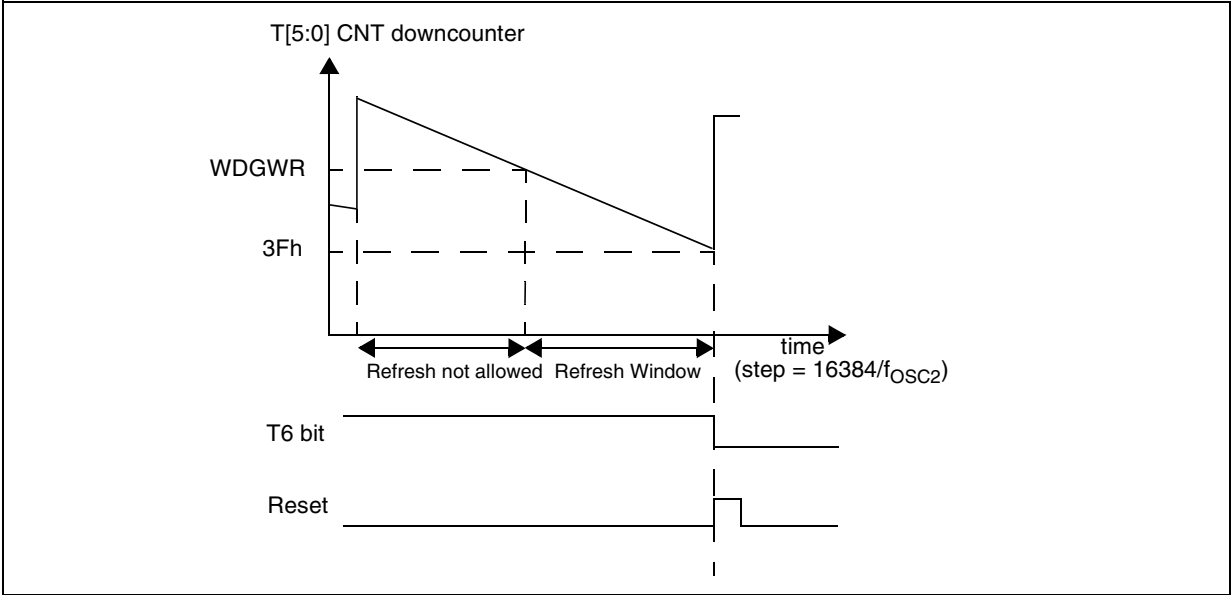 T[5:0] CNT downcounter
WDGWR
3Fh
time
Refresh not allowed Refresh Window (step = 16384/fOSC2)
T6 bit
Reset